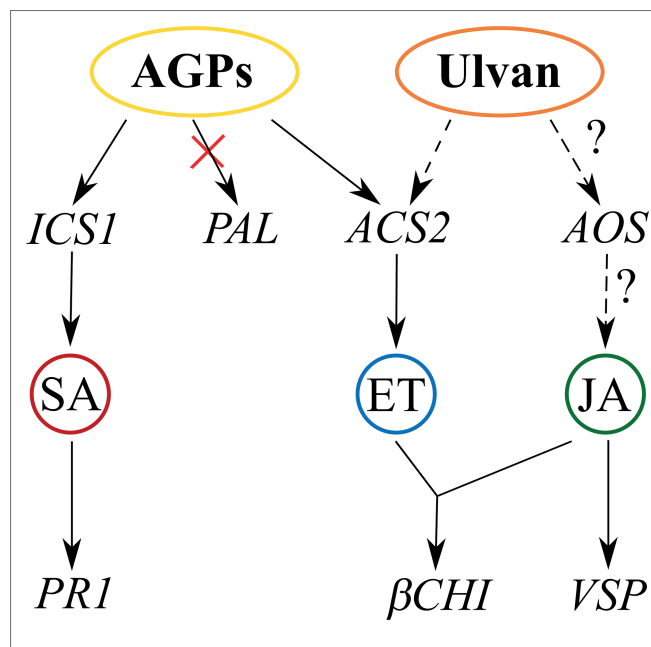 AGPs Ulvan
?
ICS1 PAL ACS2 AOS
?
SA ET JA
PR1 βCHI VSP